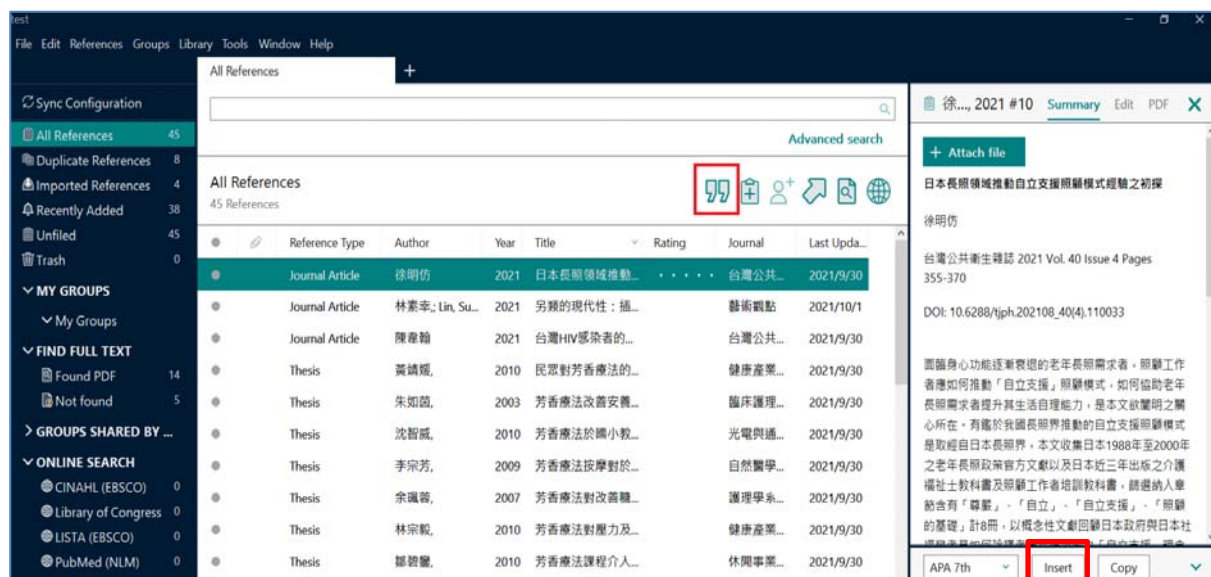 test
File Edit References Groups Library Tools Window Help
All References +
Sync Configuration
All References 45
Duplicate References 8
Imported References 4
Recently Added 38
Unfiled 45
Trash 0
MY GROUPS
My Groups
FIND FULL TEXT
Found PDF 14
Not found 5
GROUPS SHARED BY ...
ONLINE SEARCH
CINAHL (EBSCO) 0
Library of Congress 0
LISTA (EBSCO) 0
PubMed (NLM) 0
Advanced search
All References
45 References
Reference Type Author Year Title Rating Journal Last Upda...
Journal Article 徐明仿 2021 日本長照領域推動... 台灣公共... 2021/9/30
Journal Article 林素幸,; Lin, Su... 2021 另類的現代性：插... 藝術觀點 2021/10/1
Journal Article 陳韋翰 2021 台灣HIV感染者的... 台灣公共... 2021/9/30
Thesis 黃靖媛, 2010 民眾對芳香療法的... 健康產業... 2021/9/30
Thesis 朱如茵, 2003 芳香療法改善安養... 臨床護理... 2021/9/30
Thesis 沈智威, 2010 芳香療法於國小教... 光電與通... 2021/9/30
Thesis 李宗芳, 2009 芳香療法按摩對於... 自然醫學... 2021/9/30
Thesis 余珮蓉, 2007 芳香療法對改善職... 護理學系... 2021/9/30
Thesis 林宗毅, 2010 芳香療法對壓力及... 健康產業... 2021/9/30
Thesis 鄒碧鑾, 2010 芳香療法課程介入... 休閒事業... 2021/9/30
徐..., 2021 #10 Summary Edit PDF
+ Attach file
日本長照領域推動自立支援照顧模式經驗之初探
徐明仿
台灣公共衛生雜誌 2021 Vol. 40 Issue 4 Pages
355-370
DOI: 10.6288/tjph.202108_40(4).110033
面臨身心功能逐漸衰退的老年長照需求者，照顧工作
者應如何推動「自立支援」照顧模式，如何協助老年
長照需求者提升其生活自理能力，是本文欲闡明之關
心所在。有鑑於我國長照界推動的自立支援照顧模式
是取經自日本長照界，本文收集日本1988年至2000年
之老年長照政策官方文獻以及日本近三年出版之介護
福祉士教科書及照顧工作者培訓教科書，篩選納入章
節含有「尊嚴」、「自立」、「自立支援」、「照顧
的基礎」計8冊，以概念性文獻回顧日本政府與日本社
APA 7th Insert Copy